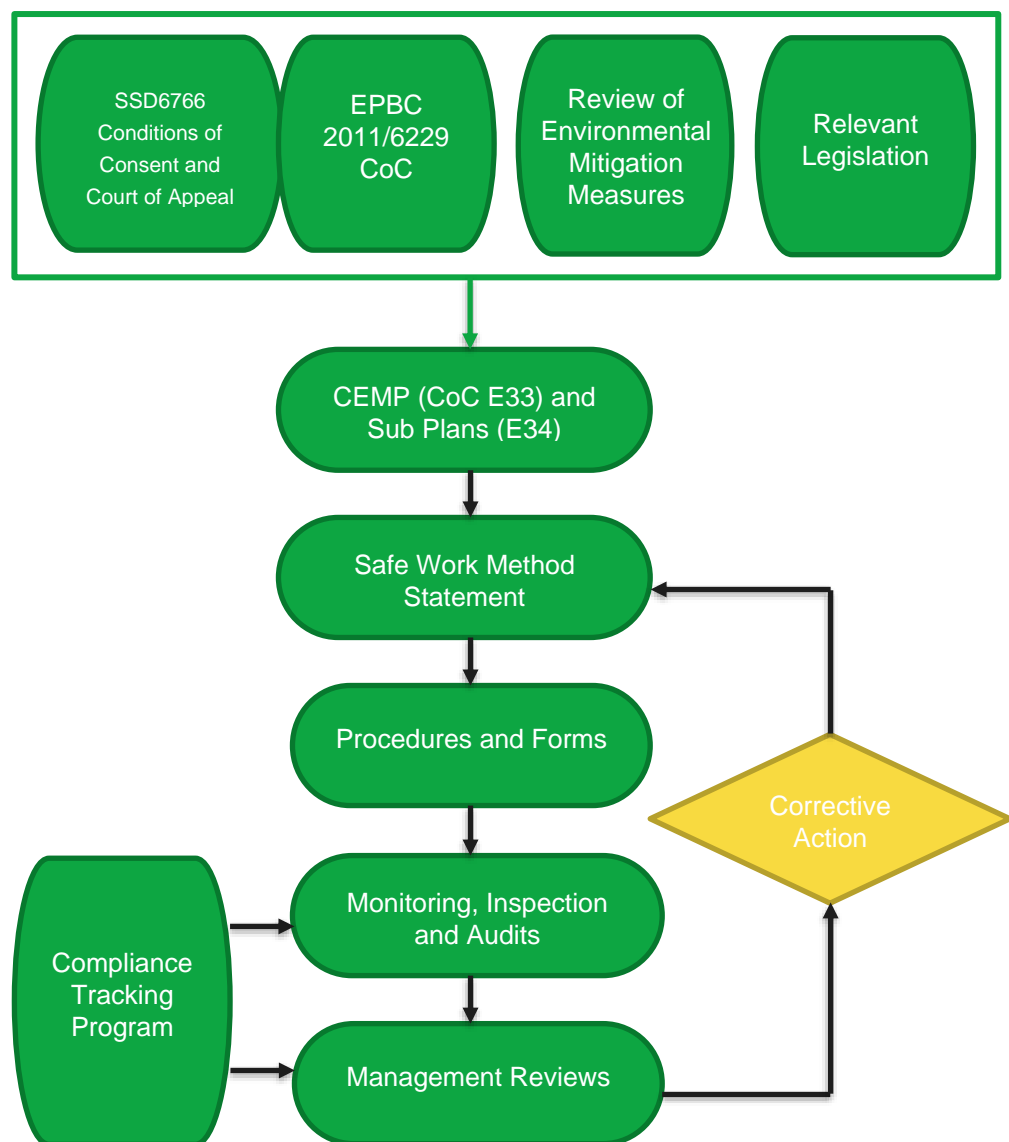 SSD6766
Conditions of
Consent and
Court of Appeal
EPBC
2011/6229
CoC
Review of
Environmental
Mitigation
Measures
Relevant
Legislation
CEMP (CoC E33) and
Sub Plans (E34)
Safe Work Method
Statement
Procedures and Forms
Corrective
Action
Monitoring, Inspection
and Audits
Compliance
Tracking
Program
Management Reviews